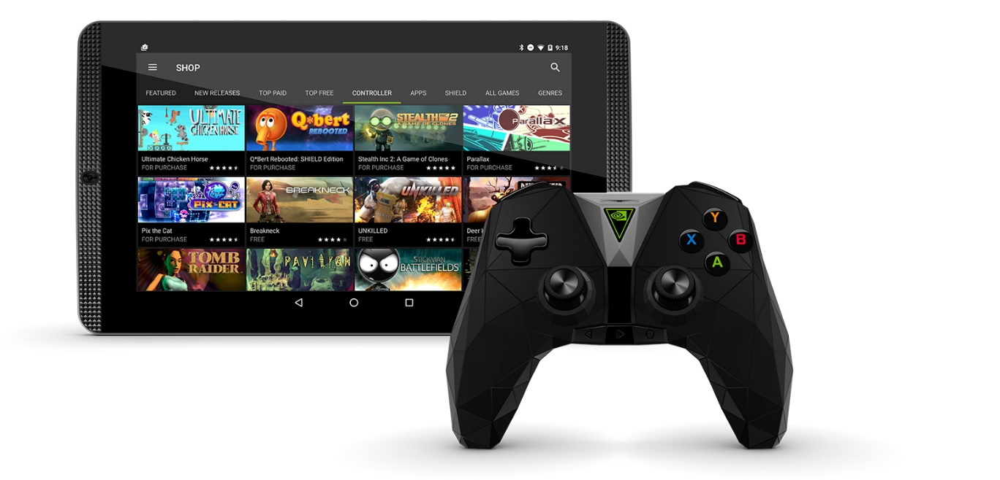 9:18
SHOP
FEATURED NEW RELEASES TOP PAID TOP FREE CONTROLLER APPS SHIELD ALL GAMES GENRES
ULTIMATE
CHICKEN HORSE
Q*bert
REBOOTED
STEALTH INC 2
A GAME OF CLONES
Parallax
Ultimate Chicken Horse
FOR PURCHASE
Q*Bert Rebooted: SHIELD Edition
FOR PURCHASE
Stealth Inc 2: A Game of Clones
FOR PURCHASE
Parallax
FOR PURCHASE
PIX THE CAT
BREAKNECK
UNKILLED
Pix the Cat
FOR PURCHASE
Breakneck
FREE
UNKILLED
FREE
Deer
FREE
TOMB
RAIDER
PAVILION
STICKMAN
BATTLEFIELDS
Y
X B
A